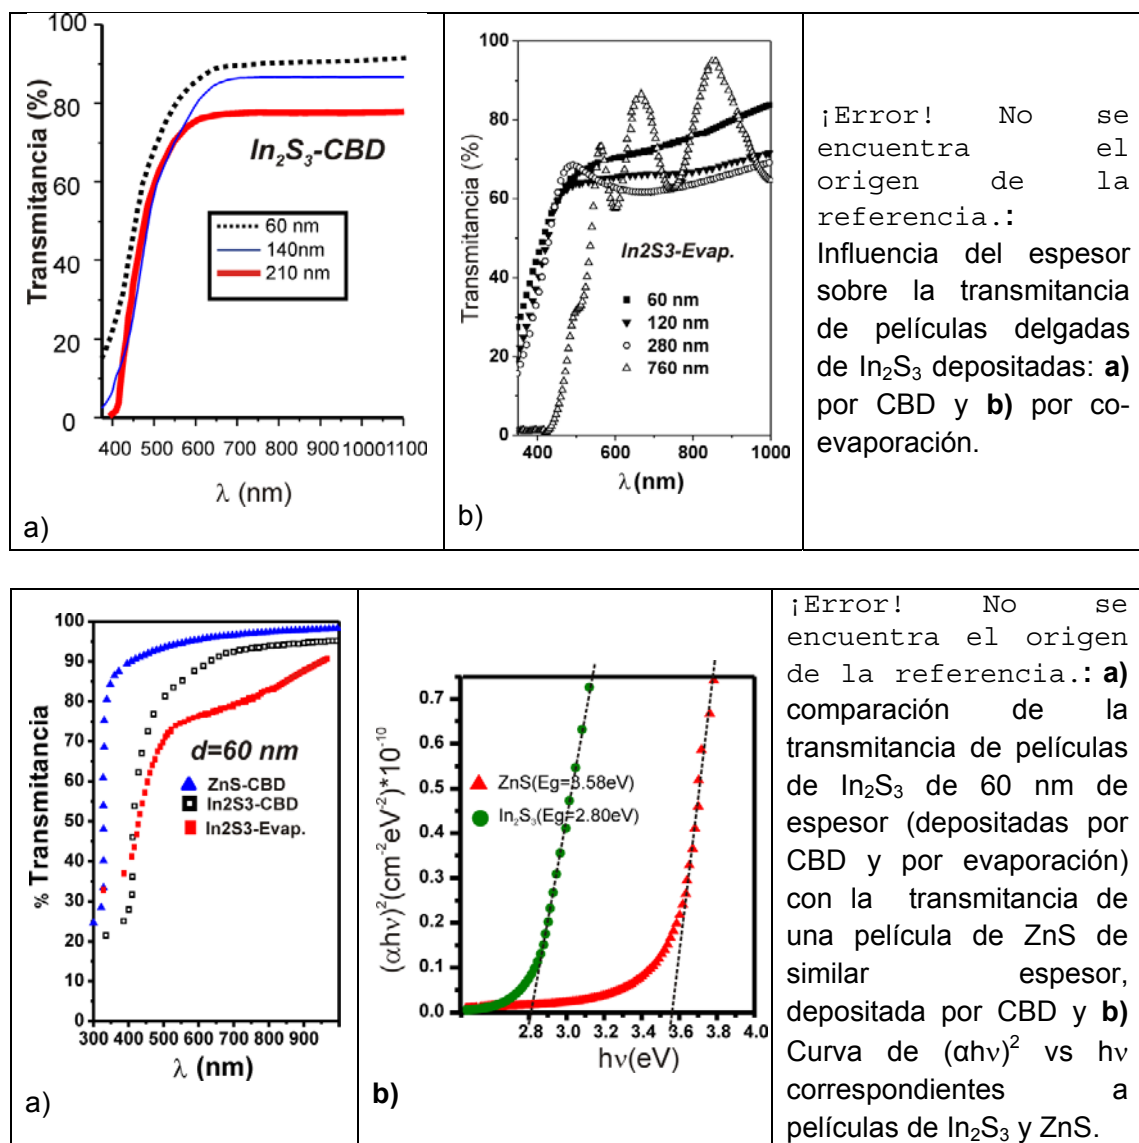 100
80
60
40
20
0
Transmitancia (%)
In₂S₃-CBD
60 nm
140nm
210 nm
400 500 600 700 800 900 1000 1100
λ (nm)
a)
100
80
60
40
20
0
Transmitancia (%)
In2S3-Evap.
60 nm
120 nm
280 nm
760 nm
400 600 800 1000
λ (nm)
b)
¡Error! No se
encuentra el
origen de la
referencia.:
Influencia del espesor
sobre la transmitancia
de películas delgadas
de In₂S₃ depositadas: a)
por CBD y b) por co-
evaporación.
100
90
80
70
60
50
40
30
20
10
0
% Transmitancia
d=60 nm
ZnS-CBD
In2S3-CBD
In2S3-Evap.
300 400 500 600 700 800 900
λ (nm)
a)
0.7
0.6
0.5
0.4
0.3
0.2
0.1
0.0
(αhν)²(cm⁻²eV⁻²)*10⁻¹⁰
ZnS(Eg=3.58eV)
In₂S₃(Eg=2.80eV)
2.8 3.0 3.2 3.4 3.6 3.8 4.0
hν(eV)
b)
¡Error! No se
encuentra el origen
de la referencia.: a)
comparación de la
transmitancia de películas
de In₂S₃ de 60 nm de
espesor (depositadas por
CBD y por evaporación)
con la transmitancia de
una película de ZnS de
similar espesor,
depositada por CBD y b)
Curva de (αhν)² vs hν
correspondientes a
películas de In₂S₃ y ZnS.